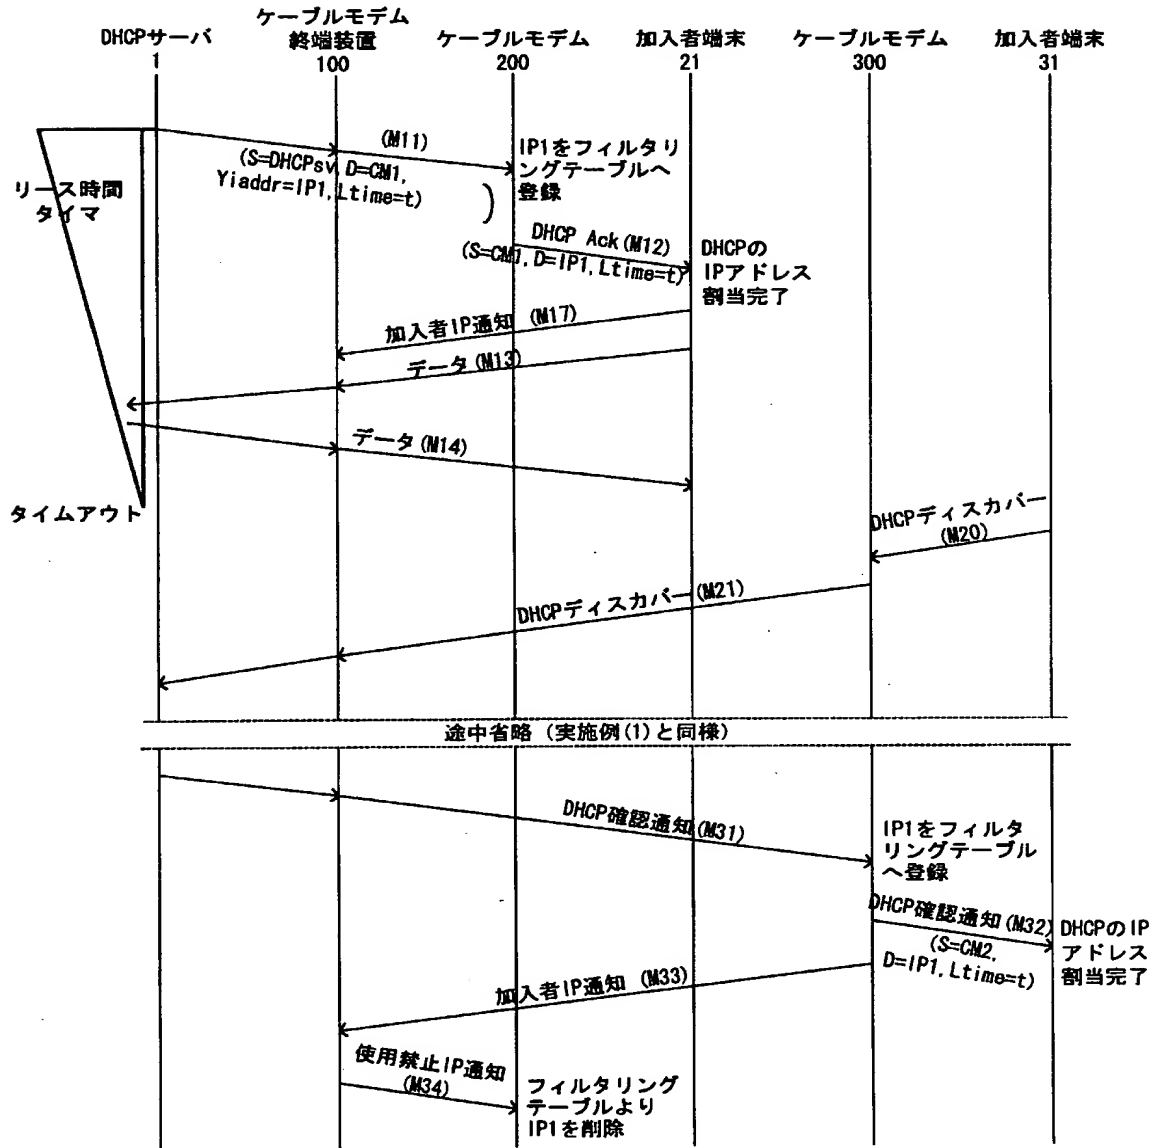 DHCPサーバ
1
ケーブルモデム
終端装置
100
ケーブルモデム
200
加入者端末
21
ケーブルモデム
300
加入者端末
31
(M11)
(S=DHCPsv,D=CM1,
Yiaddr=IP1,Ltime=t)
)
IP1をフィルタリ
ングテーブルへ
登録
リース時間
タイマ
DHCP Ack(M12)
(S=CM1,D=IP1,Ltime=t)
DHCPの
IPアドレス
割当完了
加入者IP通知 (M17)
データ(M13)
データ(M14)
タイムアウト
DHCPディスカバー
(M20)
DHCPディスカバー(M21)
途中省略 (実施例(1)と同様)
DHCP確認通知(M31)
IP1をフィルタ
リングテーブル
へ登録
DHCP確認通知(M32)
(S=CM2,
D=IP1,Ltime=t)
DHCPのIP
アドレス
割当完了
加入者IP通知 (M33)
使用禁止IP通知
(M34)
フィルタリング
テーブルより
IP1を削除